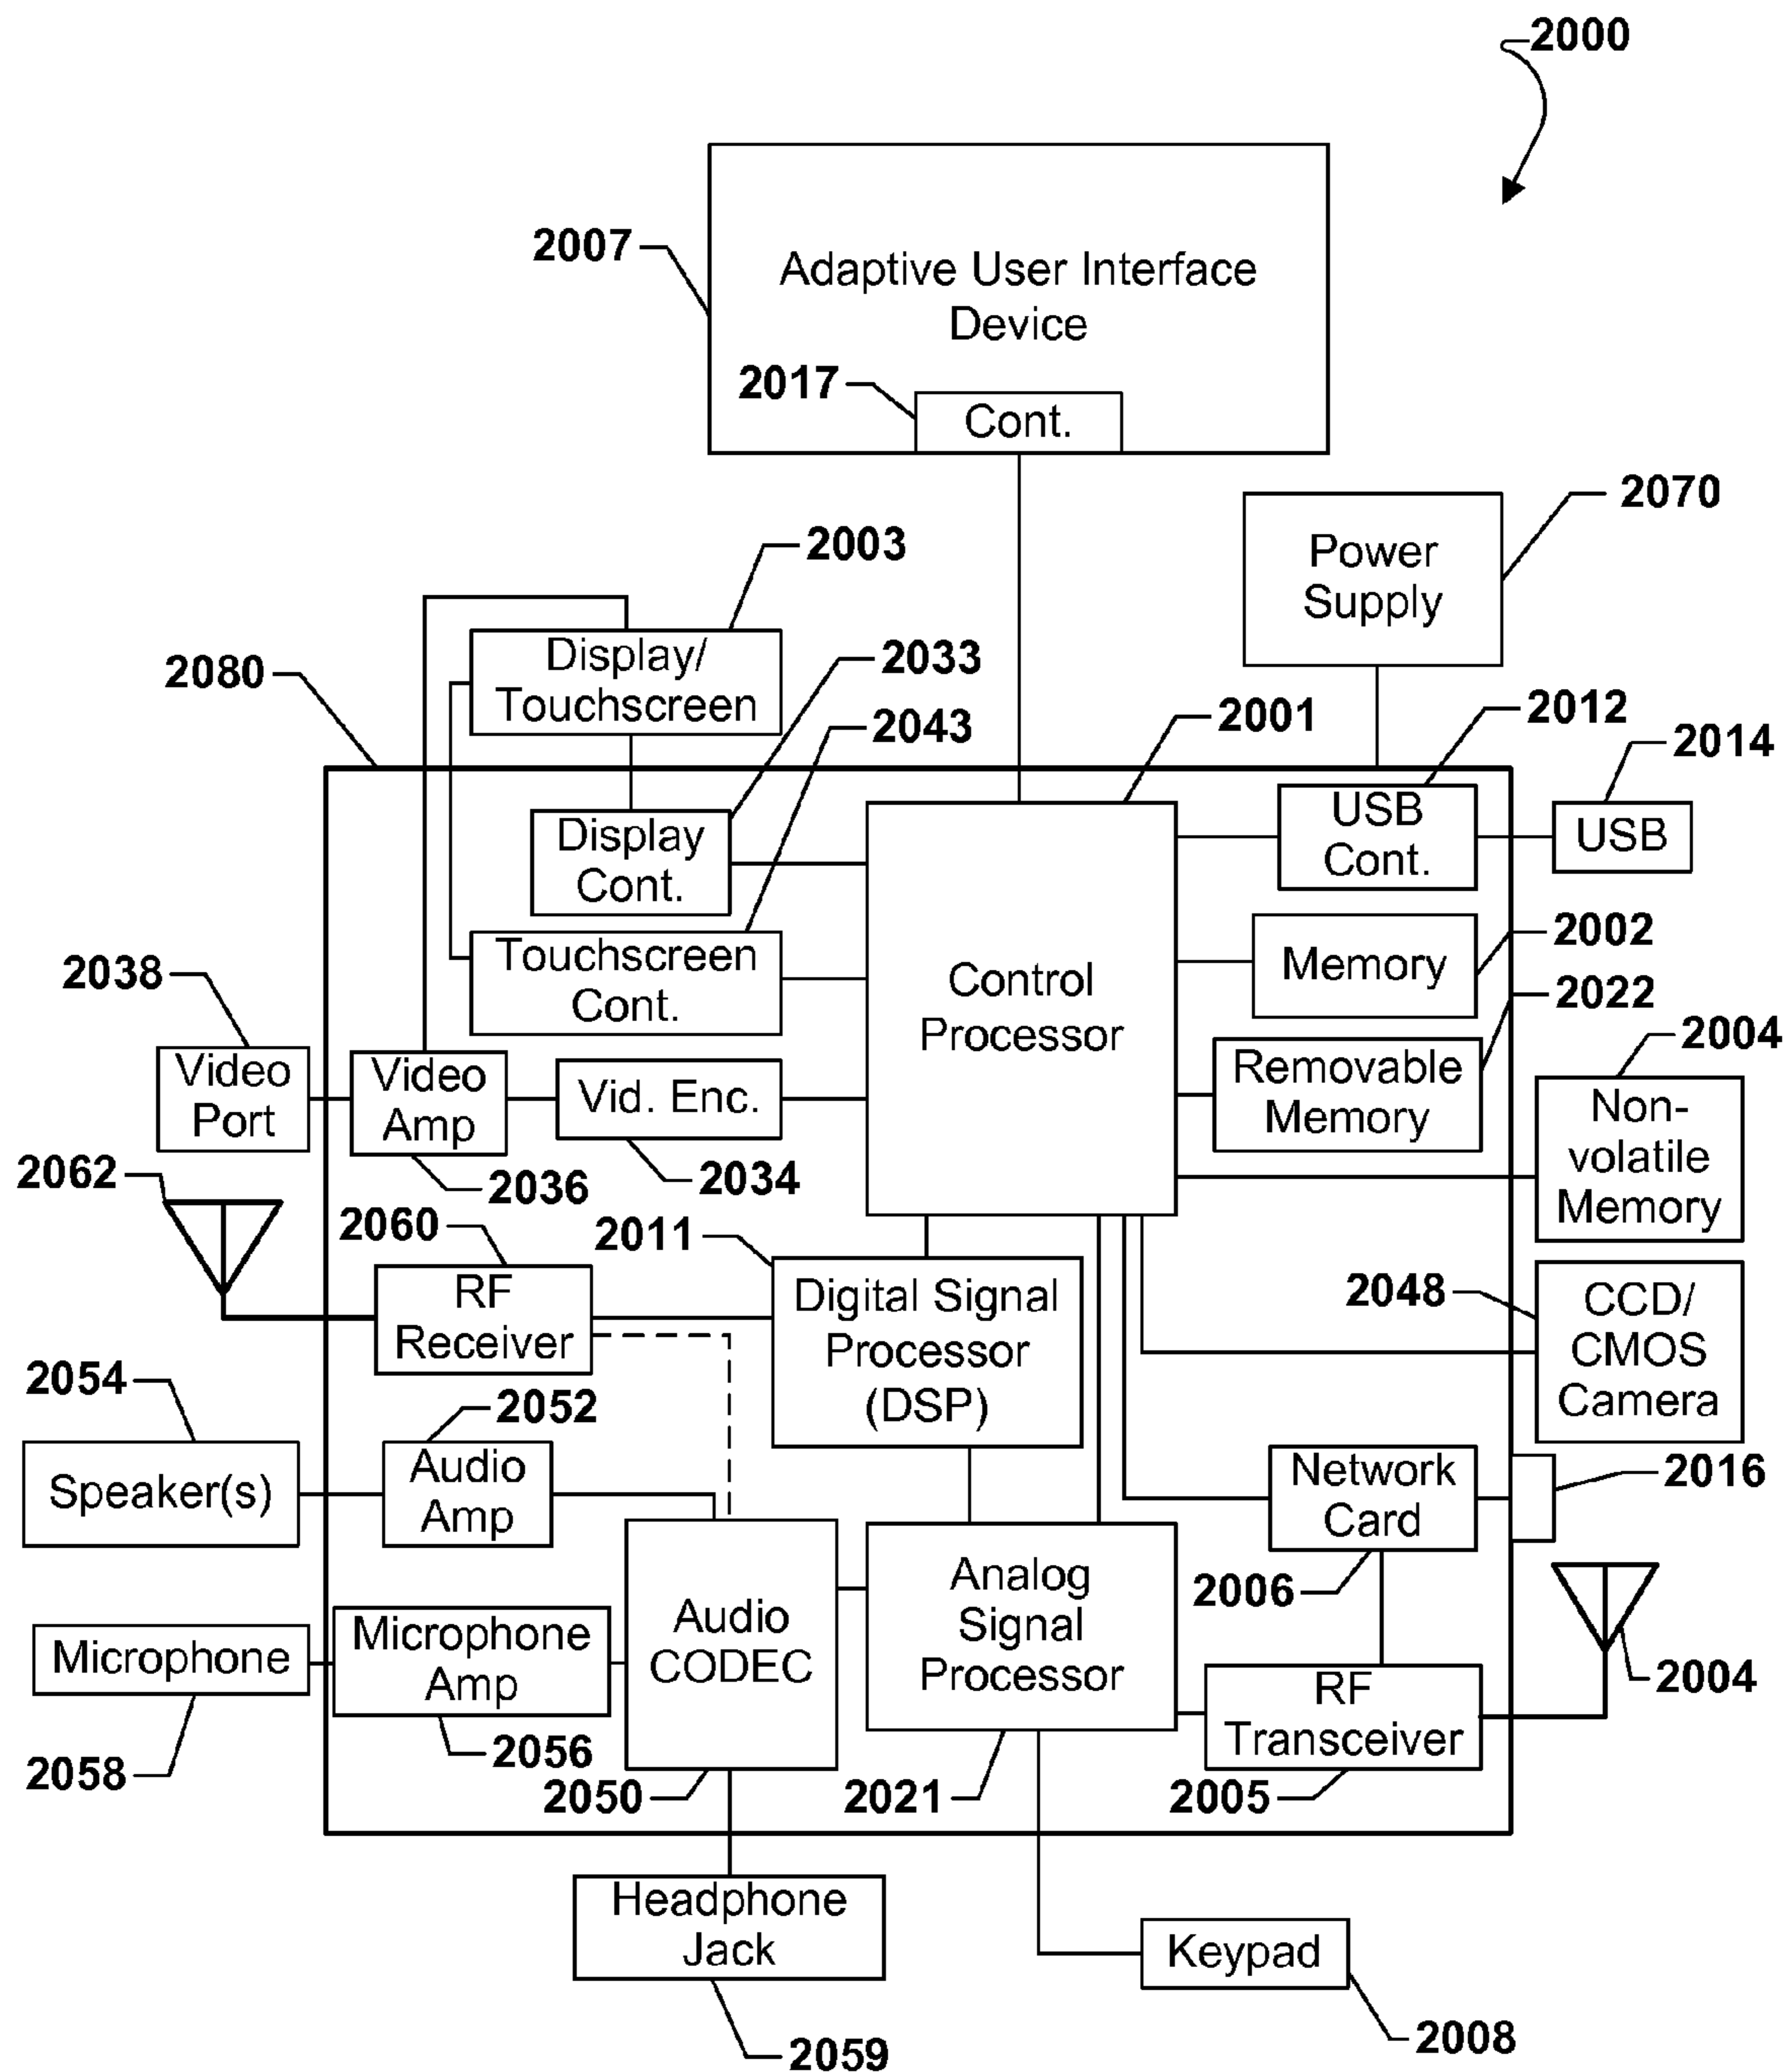 2000
2007
Adaptive User Interface
Device
2017
Cont.
2070
Power
Supply
2003
Display/
Touchscreen
2080
2033
2043
2001
2012
2014
USB
Cont.
USB
Display
Cont.
2002
Memory
Touchscreen
Cont.
Control
Processor
2022
2038
2004
Video
Port
Video
Amp
Vid. Enc.
Removable
Memory
Non-
volatile
Memory
2036
2034
2062
2060
2011
RF
Receiver
Digital Signal
Processor
(DSP)
2048
CCD/
CMOS
Camera
2054
2052
Speaker(s)
Audio
Amp
Network
Card
2016
2006
Analog
Signal
Processor
Audio
CODEC
Microphone
Microphone
Amp
RF
Transceiver
2004
2058
2056
2050
2021
2005
Headphone
Jack
Keypad
2059
2008